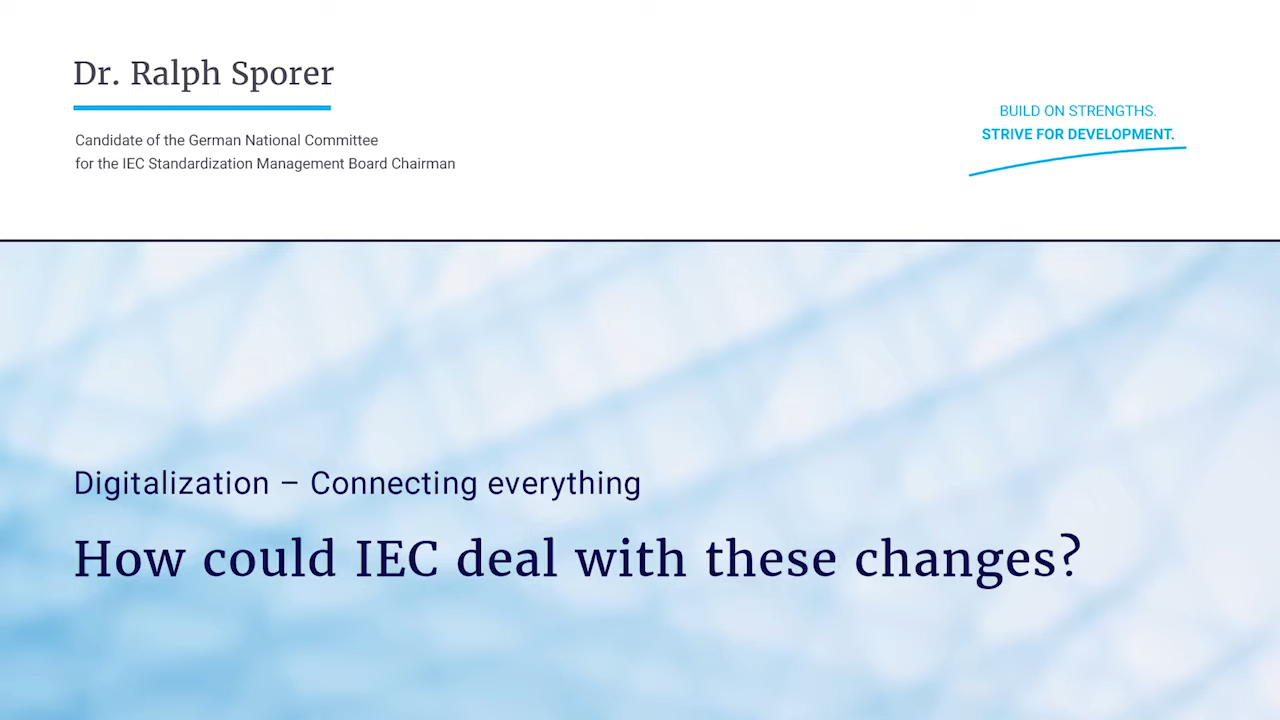 Dr. Ralph Sporer
Candidate of the German National Committee
for the IEC Standardization Management Board Chairman
BUILD ON STRENGTHS.
STRIVE FOR DEVELOPMENT.
Digitalization – Connecting everything
How could IEC deal with these changes?